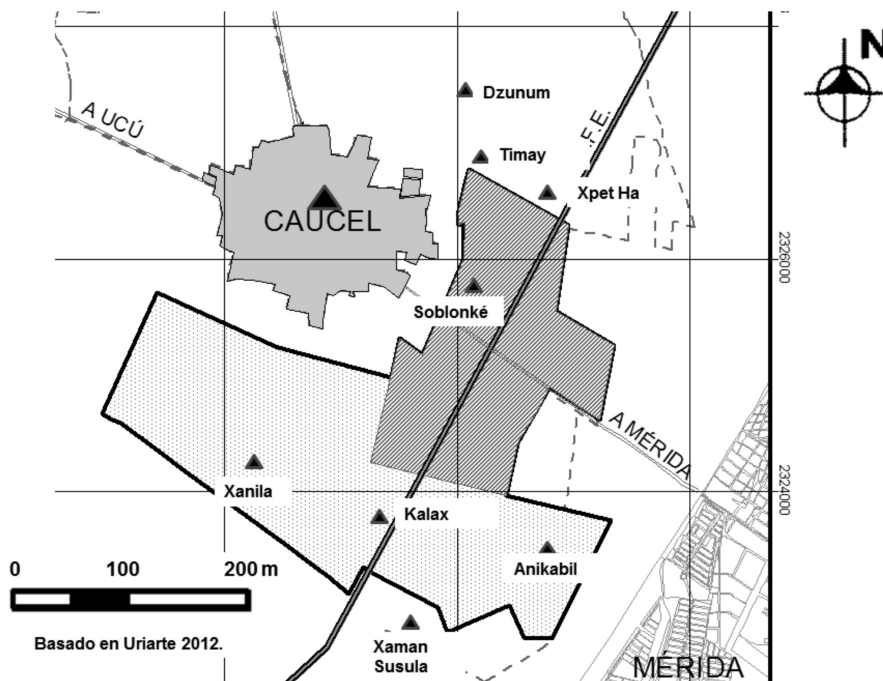 N
Dzunum
A UCÚ
F.E.
Timay
Xpet Ha
CAUCEL
2326000
Soblonké
A MÉRIDA
Xanila
2324000
Kalax
Anikabil
0 100 200 m
Basado en Uriarte 2012.
Xaman
Susula
MÉRIDA